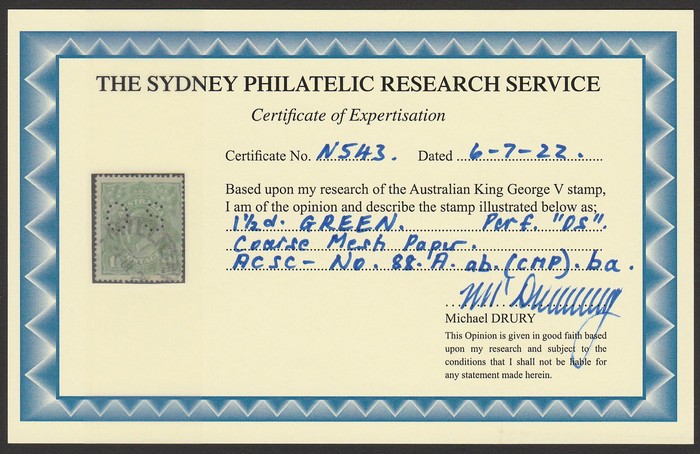 THE SYDNEY PHILATELIC RESEARCH SERVICE
Certificate of Expertisation
Certificate No. N543. Dated 6-7-22.
Based upon my research of the Australian King George V stamp,
I am of the opinion and describe the stamp illustrated below as;
1½d. GREEN. Perf. "OS".
Coarse Mesh Paper.
ACSC- No. 88.A.ab.(CMP).ba.
Michael DRURY
This Opinion is given in good faith based
upon my research and subject to the
conditions that I shall not be liable for
any statement made herein.